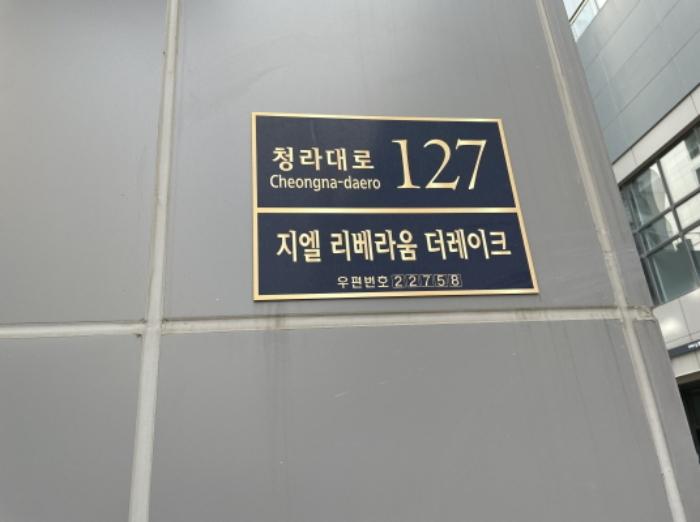 청라대로 127
Cheongna-daero
지엘 리베라움 더레이크
우편번호 22758